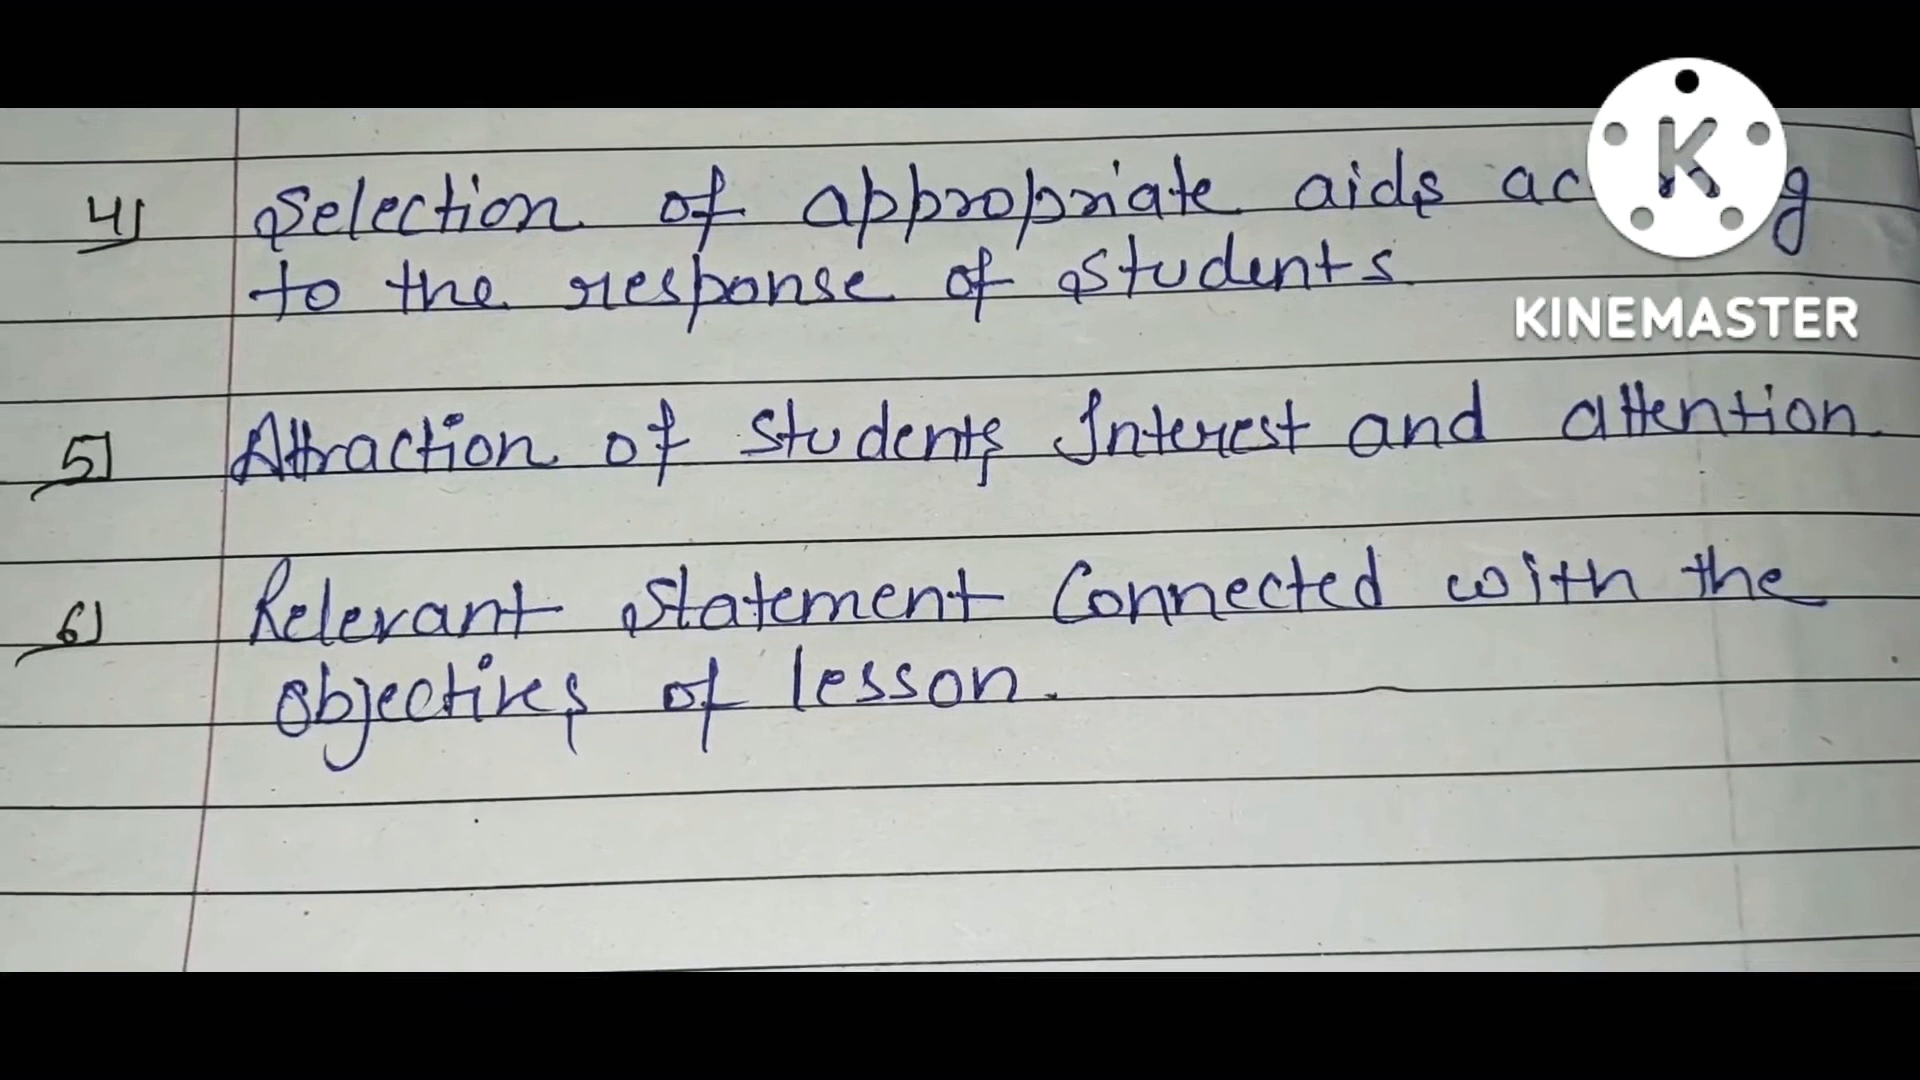 4) Selection of appropriate aids
to the response of students
5) Attraction of students Interest and attention
6) Relevant statement Connected with the
objectives of lesson.
K
KINEMASTER